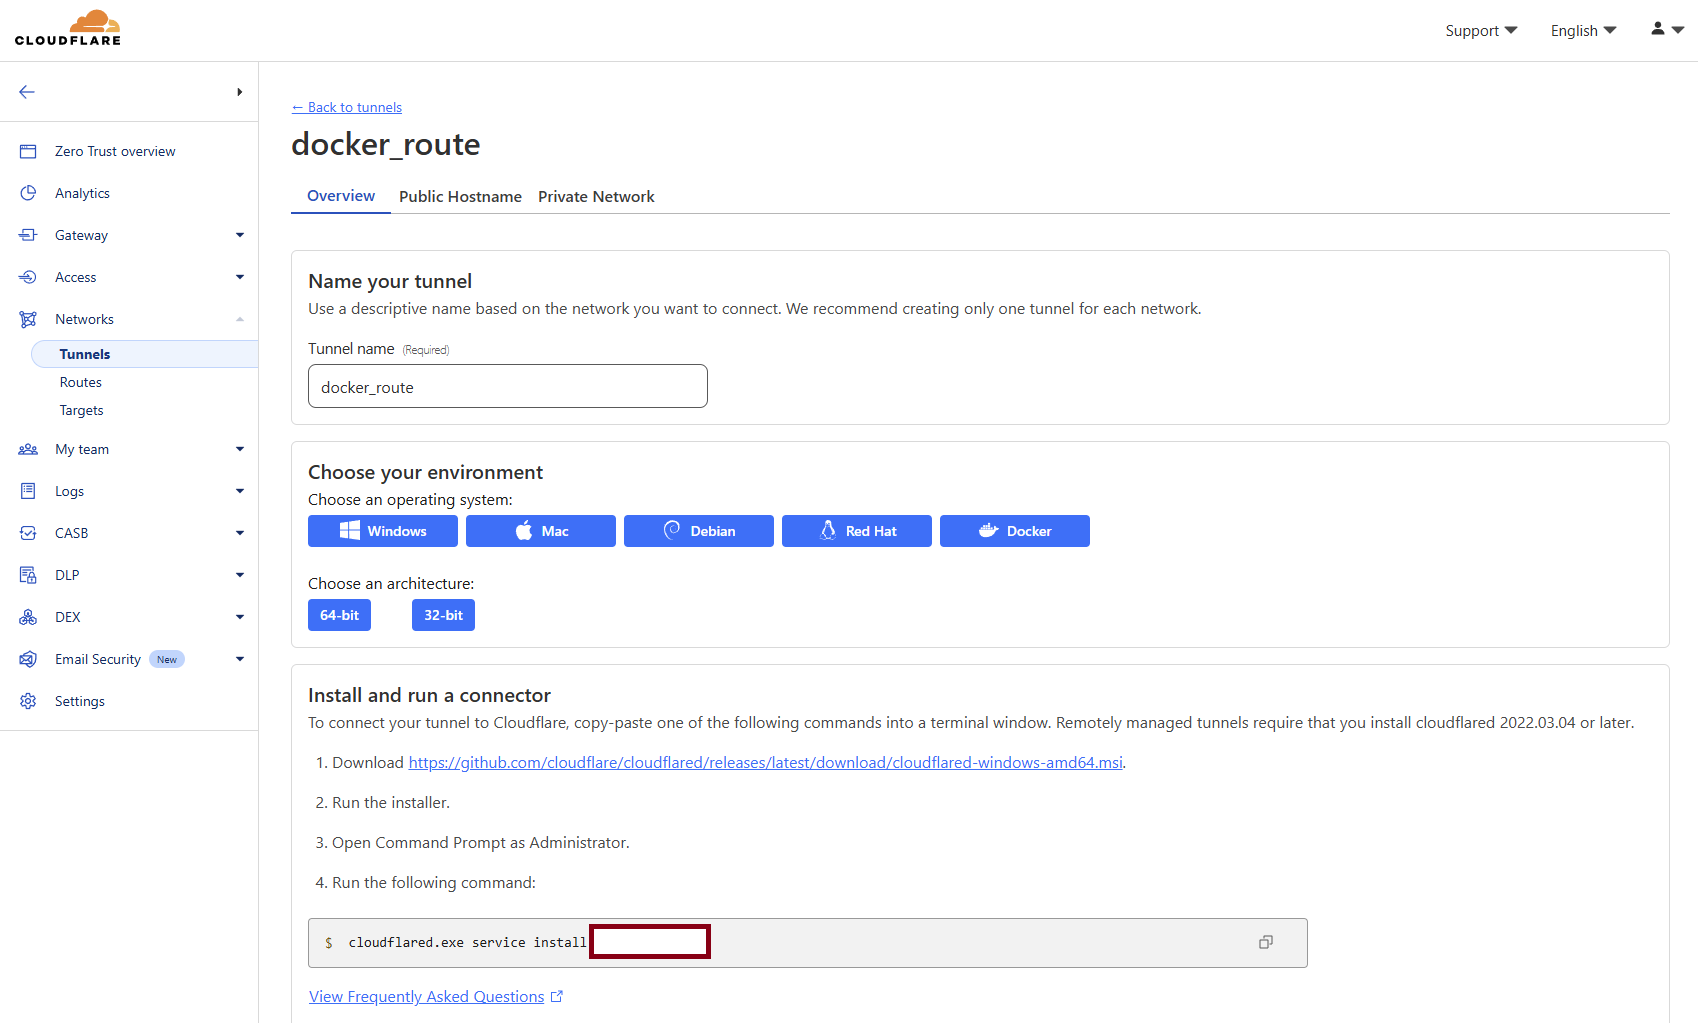 CLOUDFLARE
Support
English
Zero Trust overview
Analytics
Gateway
Access
Networks
Tunnels
Routes
Targets
My team
Logs
CASB
DLP
DEX
Email Security New
Settings
← Back to tunnels
docker_route
Overview Public Hostname Private Network
Name your tunnel
Use a descriptive name based on the network you want to connect. We recommend creating only one tunnel for each network.
Tunnel name (Required)
docker_route
Choose your environment
Choose an operating system:
Windows Mac Debian Red Hat Docker
Choose an architecture:
64-bit 32-bit
Install and run a connector
To connect your tunnel to Cloudflare, copy-paste one of the following commands into a terminal window. Remotely managed tunnels require that you install cloudflared 2022.03.04 or later.
1. Download https://github.com/cloudflare/cloudflared/releases/latest/download/cloudflared-windows-amd64.msi.
2. Run the installer.
3. Open Command Prompt as Administrator.
4. Run the following command:
$ cloudflared.exe service install
View Frequently Asked Questions